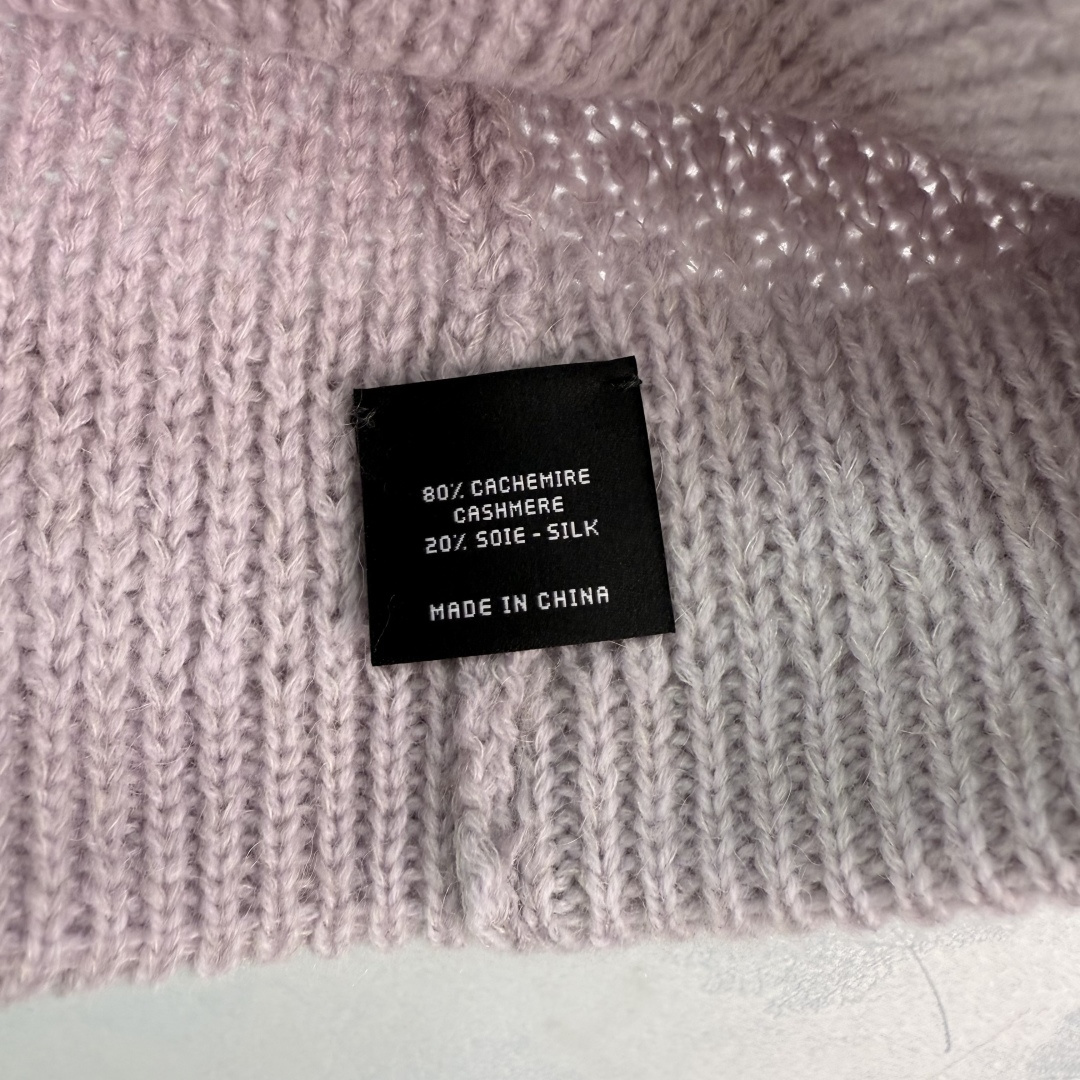 80% CACHEMIRE
CASHMERE
20% SOIE - SILK
MADE IN CHINA